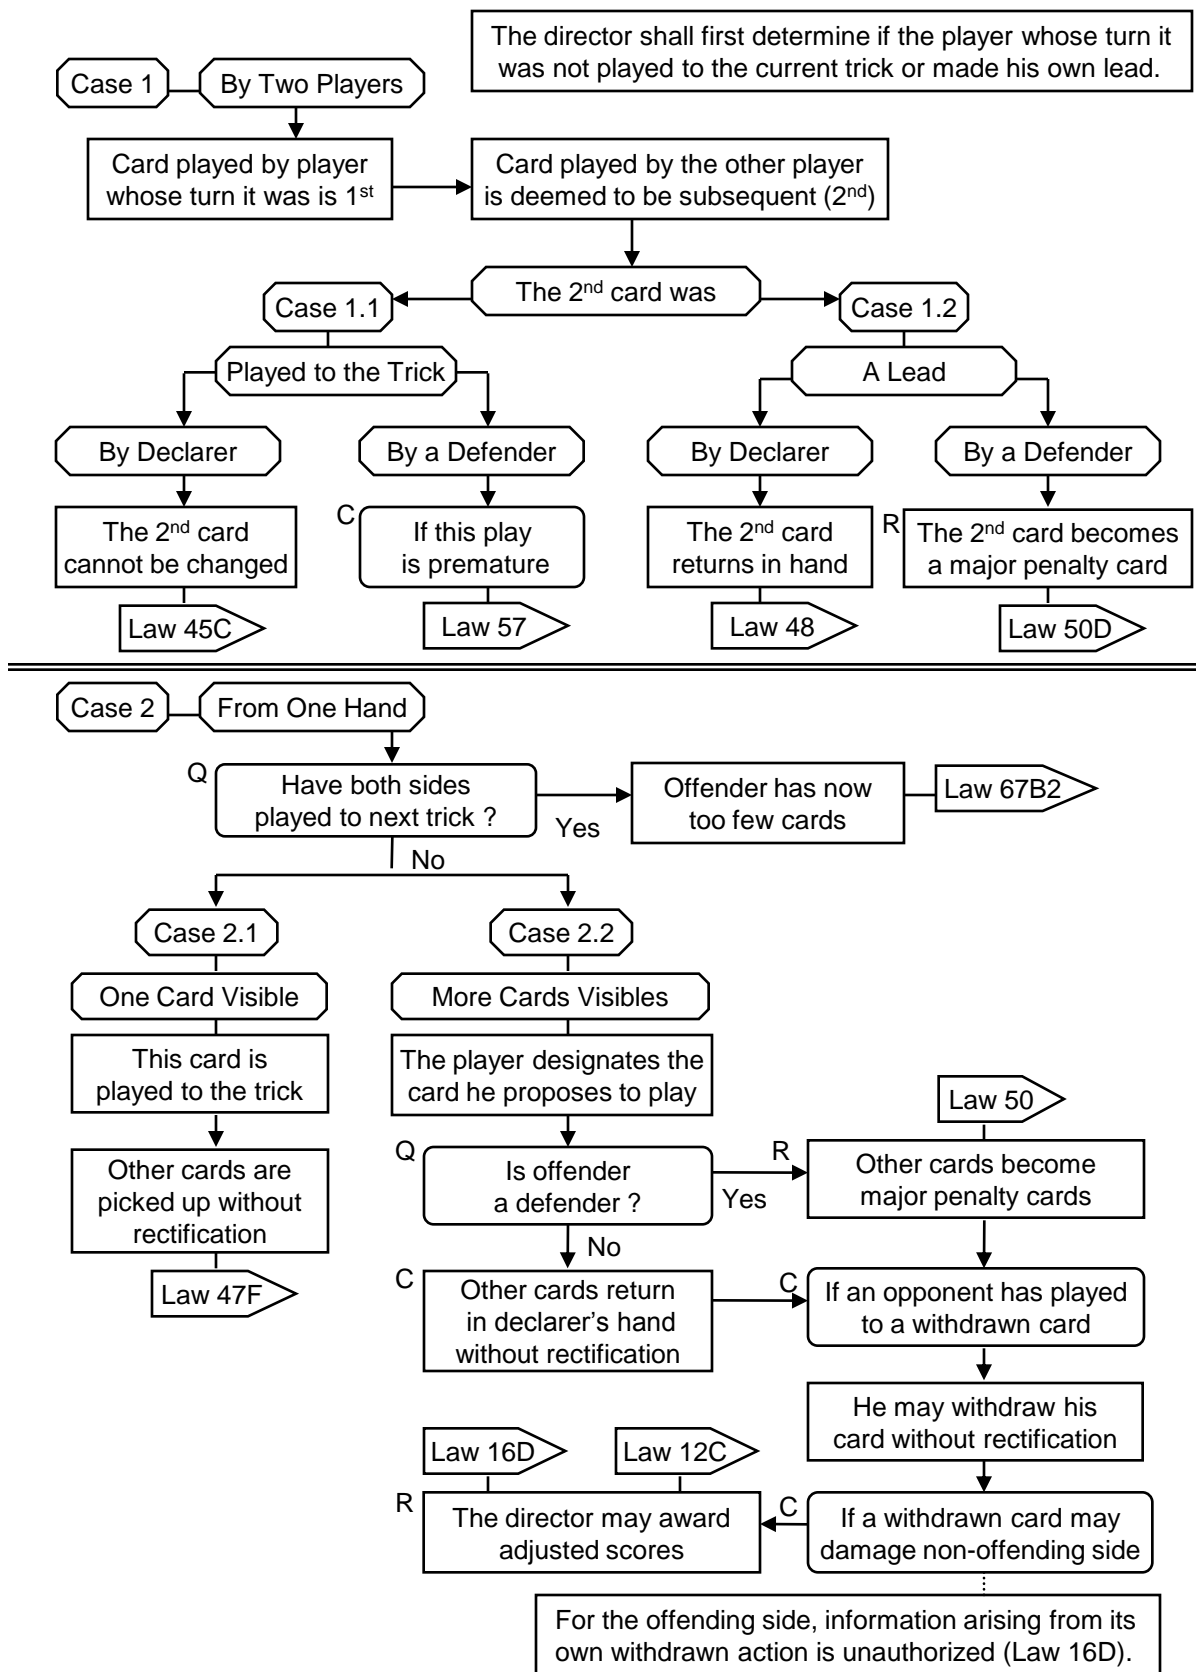 The director shall first determine if the player whose turn it
was not played to the current trick or made his own lead.
Case 1
By Two Players
Card played by player
whose turn it was is 1st
Card played by the other player
is deemed to be subsequent (2nd)
The 2nd card was
Case 1.1
Case 1.2
Played to the Trick
A Lead
By Declarer
By a Defender
By Declarer
By a Defender
The 2nd card
cannot be changed
C
If this play
is premature
The 2nd card
returns in hand
R
The 2nd card becomes
a major penalty card
Law 45C
Law 57
Law 48
Law 50D
Case 2
From One Hand
Q
Have both sides
played to next trick ?
Yes
Offender has now
too few cards
Law 67B2
No
Case 2.1
Case 2.2
One Card Visible
More Cards Visibles
This card is
played to the trick
The player designates the
card he proposes to play
Law 50
Other cards are
picked up without
rectification
Q
Is offender
a defender ?
Yes
R
Other cards become
major penalty cards
No
Law 47F
C
Other cards return
in declarer's hand
without rectification
C
If an opponent has played
to a withdrawn card
He may withdraw his
card without rectification
Law 16D
Law 12C
R
The director may award
adjusted scores
C
If a withdrawn card may
damage non-offending side
For the offending side, information arising from its
own withdrawn action is unauthorized (Law 16D).